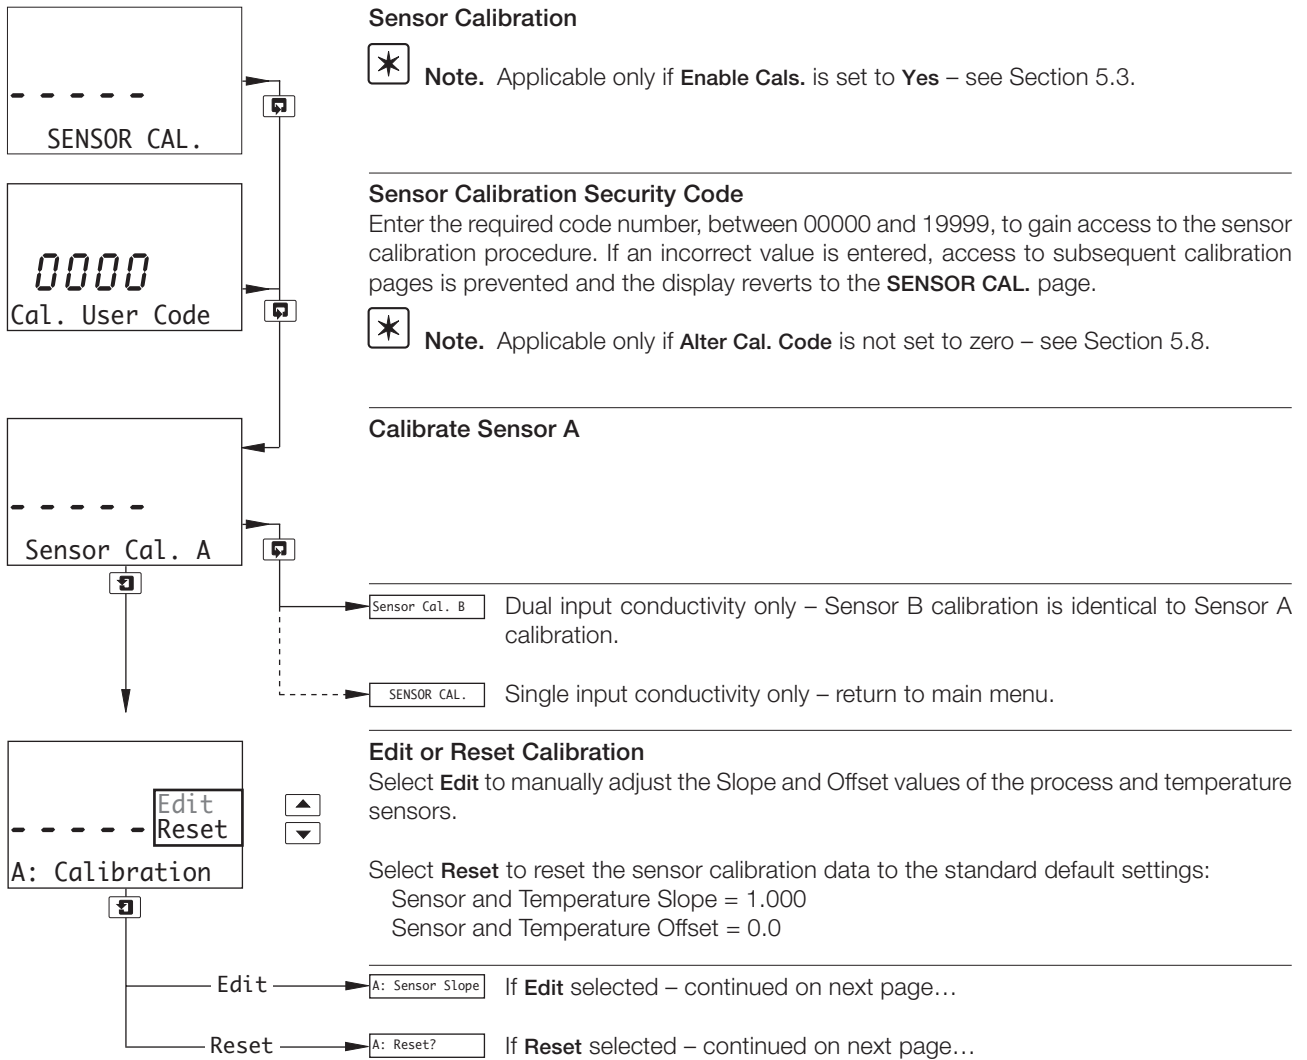 Sensor Calibration
Note. Applicable only if Enable Cals. is set to Yes – see Section 5.3.
- - - - -
SENSOR CAL.
Sensor Calibration Security Code
Enter the required code number, between 00000 and 19999, to gain access to the sensor
calibration procedure. If an incorrect value is entered, access to subsequent calibration
pages is prevented and the display reverts to the SENSOR CAL. page.
0000
Cal. User Code
Note. Applicable only if Alter Cal. Code is not set to zero – see Section 5.8.
Calibrate Sensor A
- - - - -
Sensor Cal. A
Sensor Cal. B
Dual input conductivity only – Sensor B calibration is identical to Sensor A
calibration.
SENSOR CAL.
Single input conductivity only – return to main menu.
Edit or Reset Calibration
Select Edit to manually adjust the Slope and Offset values of the process and temperature
sensors.
Edit
- - - - - Reset
A: Calibration
Select Reset to reset the sensor calibration data to the standard default settings:
Sensor and Temperature Slope = 1.000
Sensor and Temperature Offset = 0.0
Edit
A: Sensor Slope
If Edit selected – continued on next page…
Reset
A: Reset?
If Reset selected – continued on next page…